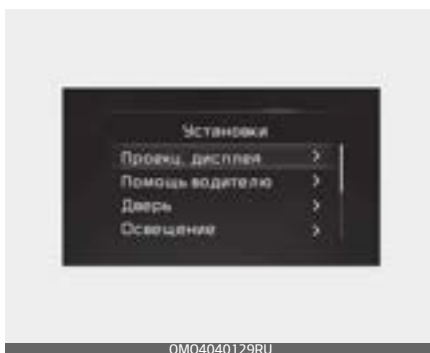 Установки
Проекц. дисплея
Помощь водителю
Дверь
Освещение
OMQ4040129RU